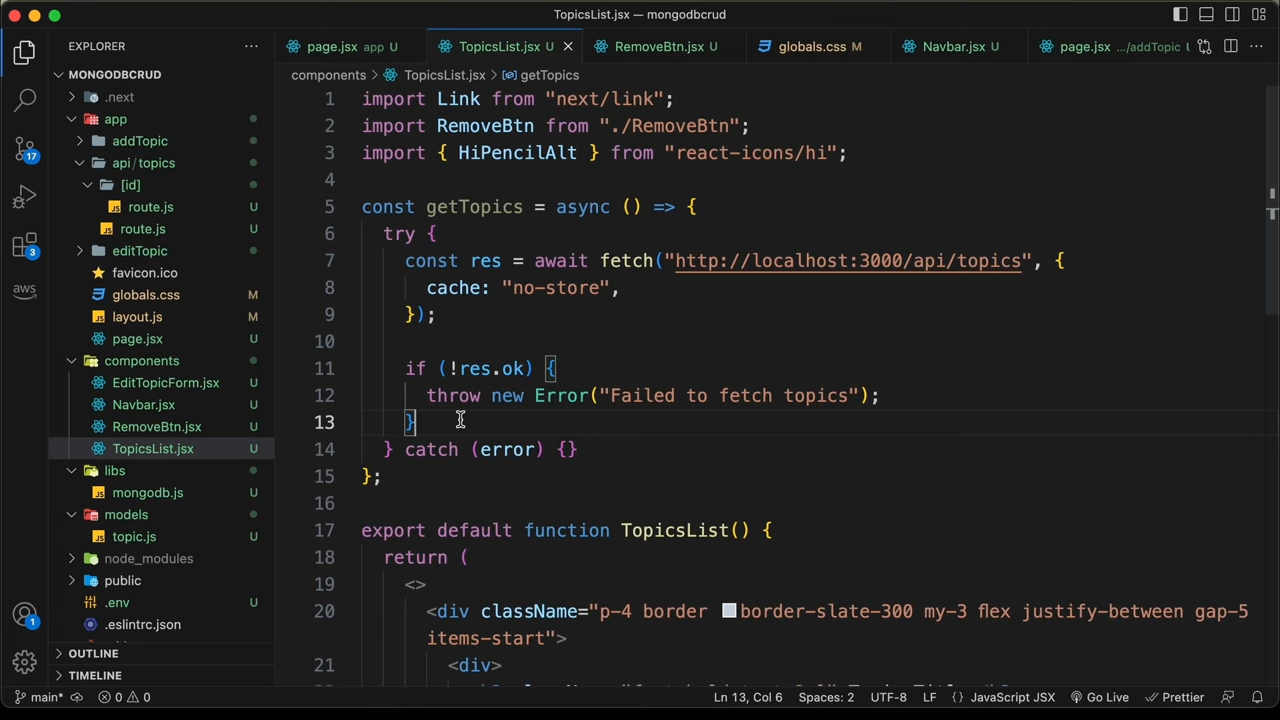 TopicsList.jsx — mongodbcrud
EXPLORER
page.jsx app U
TopicsList.jsx U
RemoveBtn.jsx U
globals.css M
Navbar.jsx U
page.jsx .../addTopic U
MONGODBCRUD
components > TopicsList.jsx > getTopics
.next
app
addTopic
api / topics
[id]
route.js U
route.js U
editTopic
favicon.ico
globals.css M
layout.js M
page.jsx U
components
EditTopicForm.jsx U
Navbar.jsx U
RemoveBtn.jsx U
TopicsList.jsx U
libs
mongodb.js U
models
topic.js U
node_modules
public
.env U
.eslintrc.json
OUTLINE
TIMELINE
17
3
aws
1
1 import Link from "next/link";
2 import RemoveBtn from "./RemoveBtn";
3 import { HiPencilAlt } from "react-icons/hi";
4
5 const getTopics = async () => {
6 try {
7 const res = await fetch("http://localhost:3000/api/topics", {
8 cache: "no-store",
9 });
10
11 if (!res.ok) {
12 throw new Error("Failed to fetch topics");
13 }
14 } catch (error) {}
15 };
16
17 export default function TopicsList() {
18 return (
19 <>
20 <div className="p-4 border border-slate-300 my-3 flex justify-between gap-5
items-start">
21 <div>
main* 0 0 Ln 13, Col 6 Spaces: 2 UTF-8 LF {} JavaScript JSX Go Live Prettier